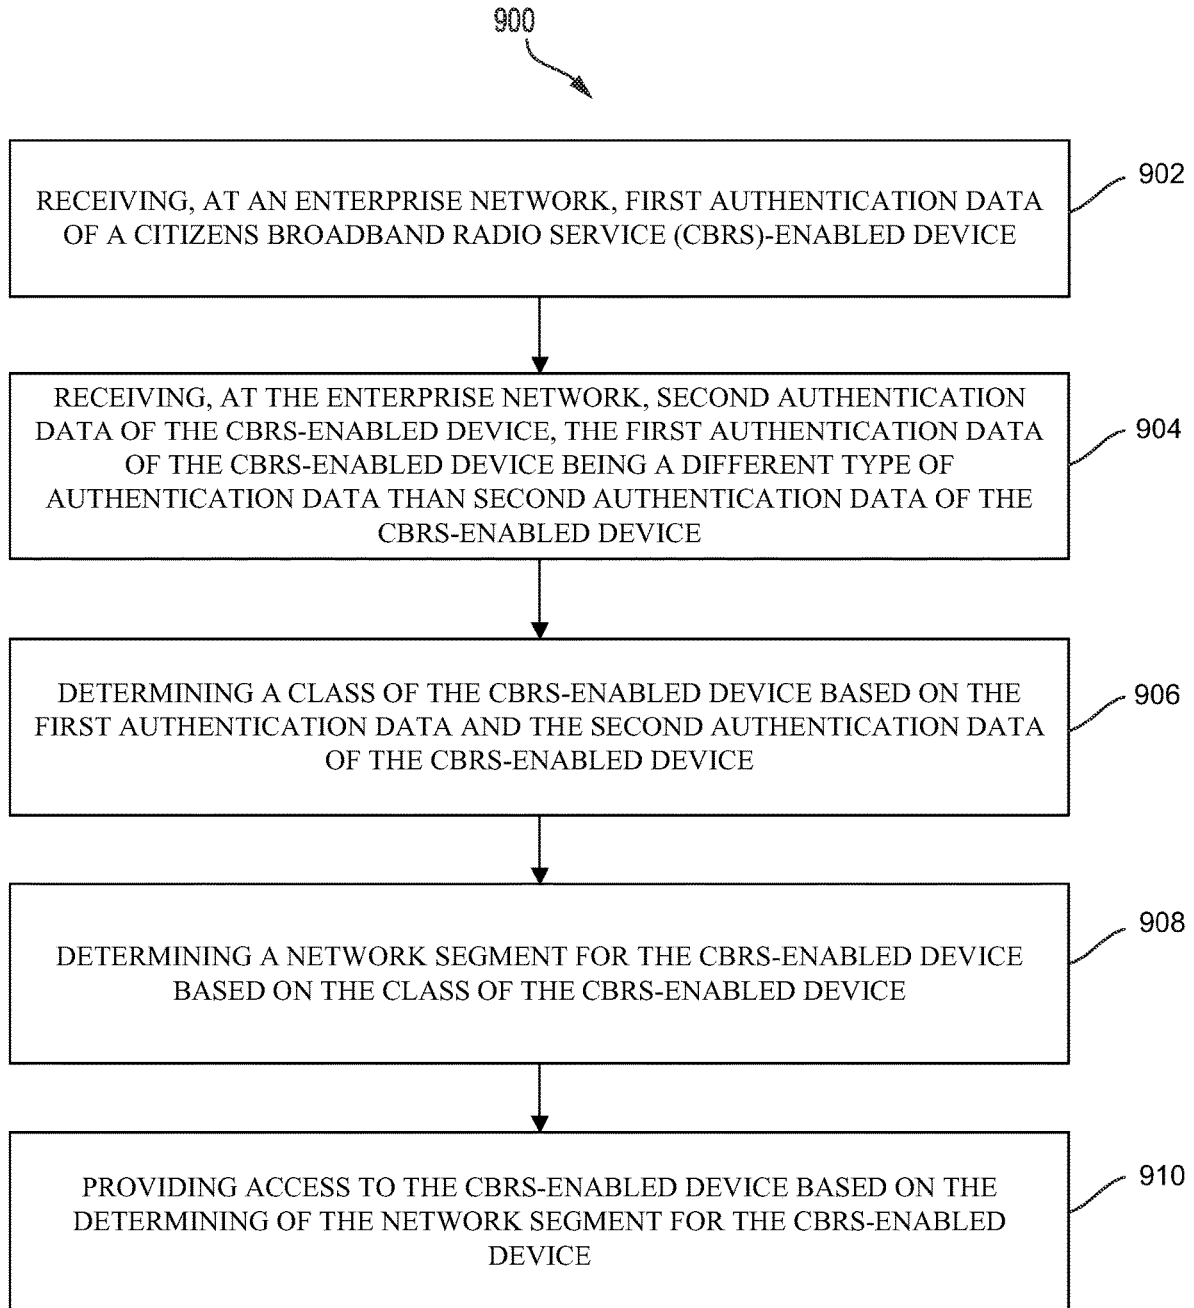 900
RECEIVING, AT AN ENTERPRISE NETWORK, FIRST AUTHENTICATION DATA
OF A CITIZENS BROADBAND RADIO SERVICE (CBRS)-ENABLED DEVICE
902
RECEIVING, AT THE ENTERPRISE NETWORK, SECOND AUTHENTICATION
DATA OF THE CBRS-ENABLED DEVICE, THE FIRST AUTHENTICATION DATA
OF THE CBRS-ENABLED DEVICE BEING A DIFFERENT TYPE OF
AUTHENTICATION DATA THAN SECOND AUTHENTICATION DATA OF THE
CBRS-ENABLED DEVICE
904
DETERMINING A CLASS OF THE CBRS-ENABLED DEVICE BASED ON THE
FIRST AUTHENTICATION DATA AND THE SECOND AUTHENTICATION DATA
OF THE CBRS-ENABLED DEVICE
906
DETERMINING A NETWORK SEGMENT FOR THE CBRS-ENABLED DEVICE
BASED ON THE CLASS OF THE CBRS-ENABLED DEVICE
908
PROVIDING ACCESS TO THE CBRS-ENABLED DEVICE BASED ON THE
DETERMINING OF THE NETWORK SEGMENT FOR THE CBRS-ENABLED
DEVICE
910